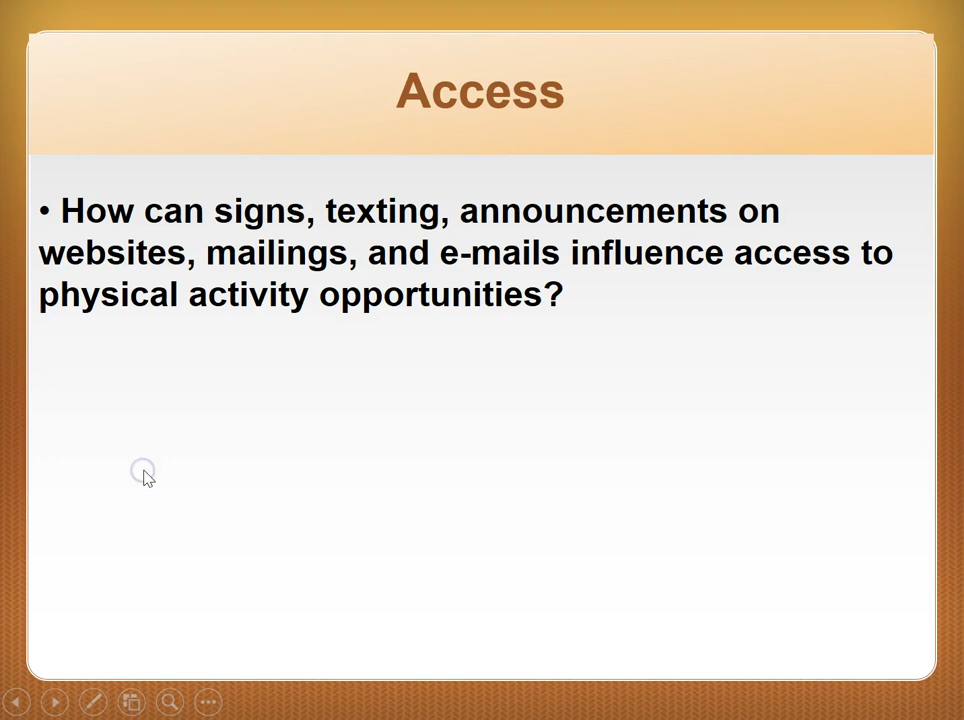 Access
• How can signs, texting, announcements on
websites, mailings, and e-mails influence access to
physical activity opportunities?